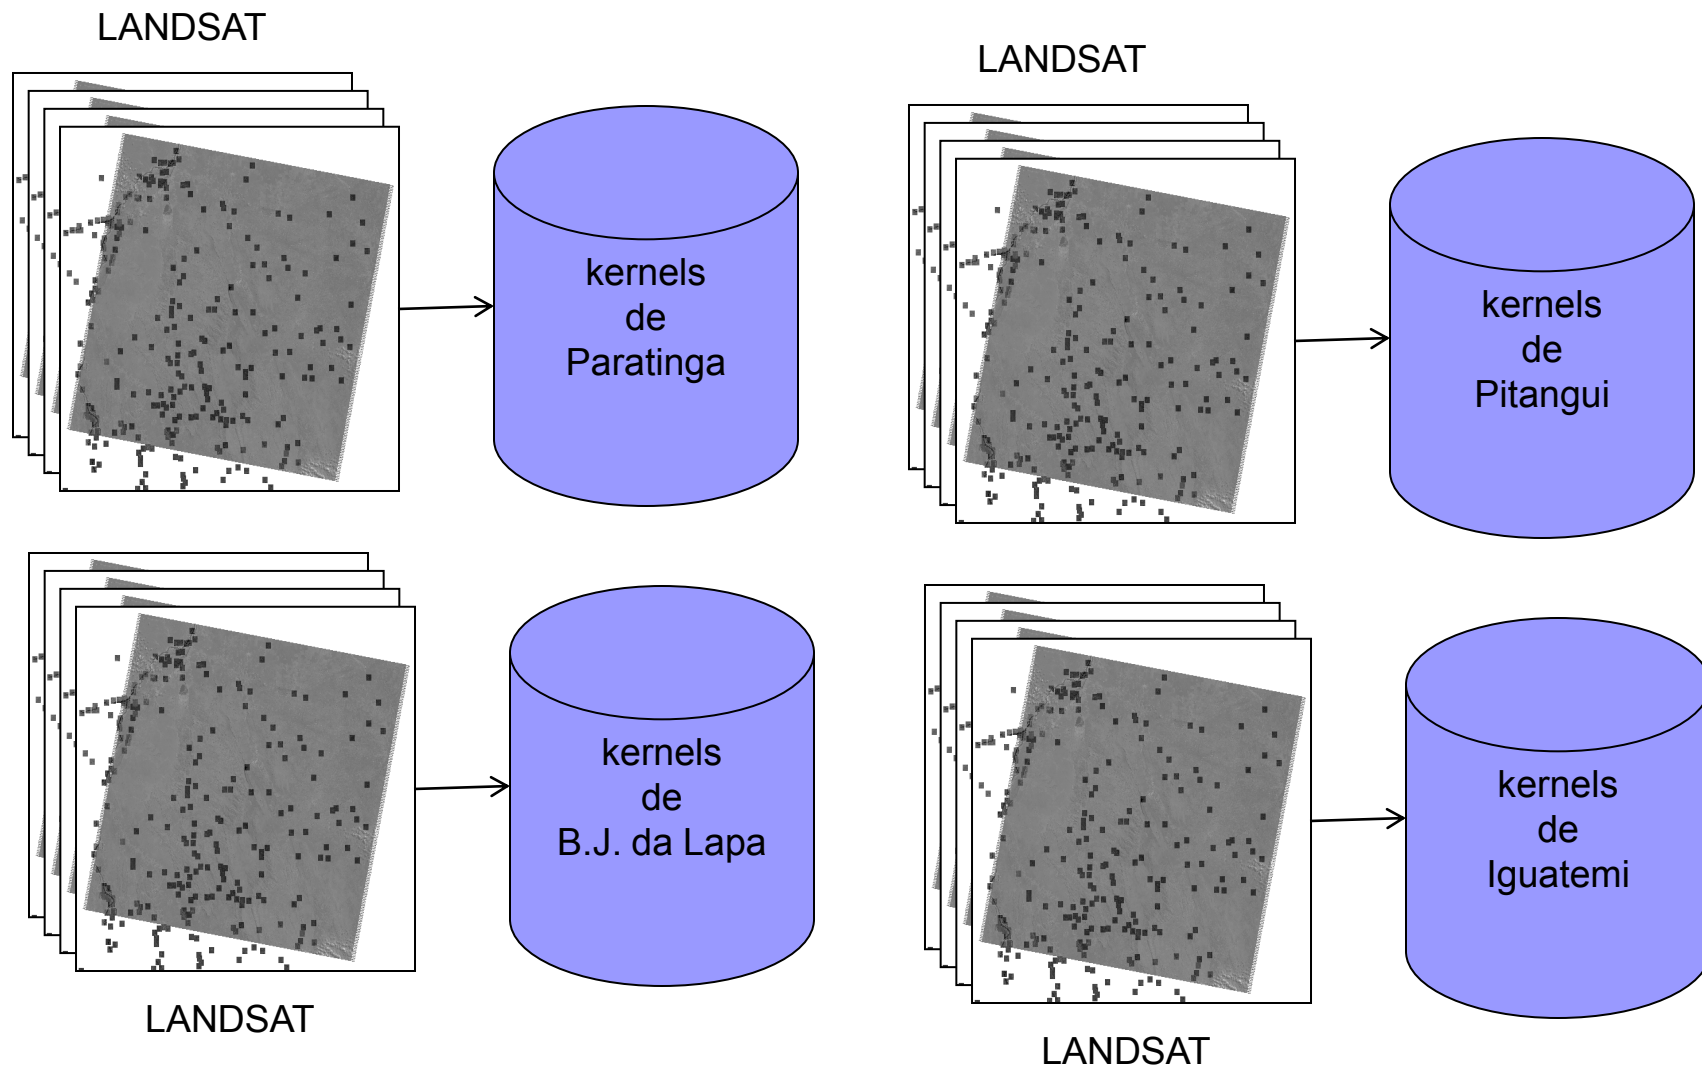 LANDSAT
LANDSAT
kernels
de
Paratinga
kernels
de
Pitangui
kernels
de
B.J. da Lapa
kernels
de
Iguatemi
LANDSAT
LANDSAT